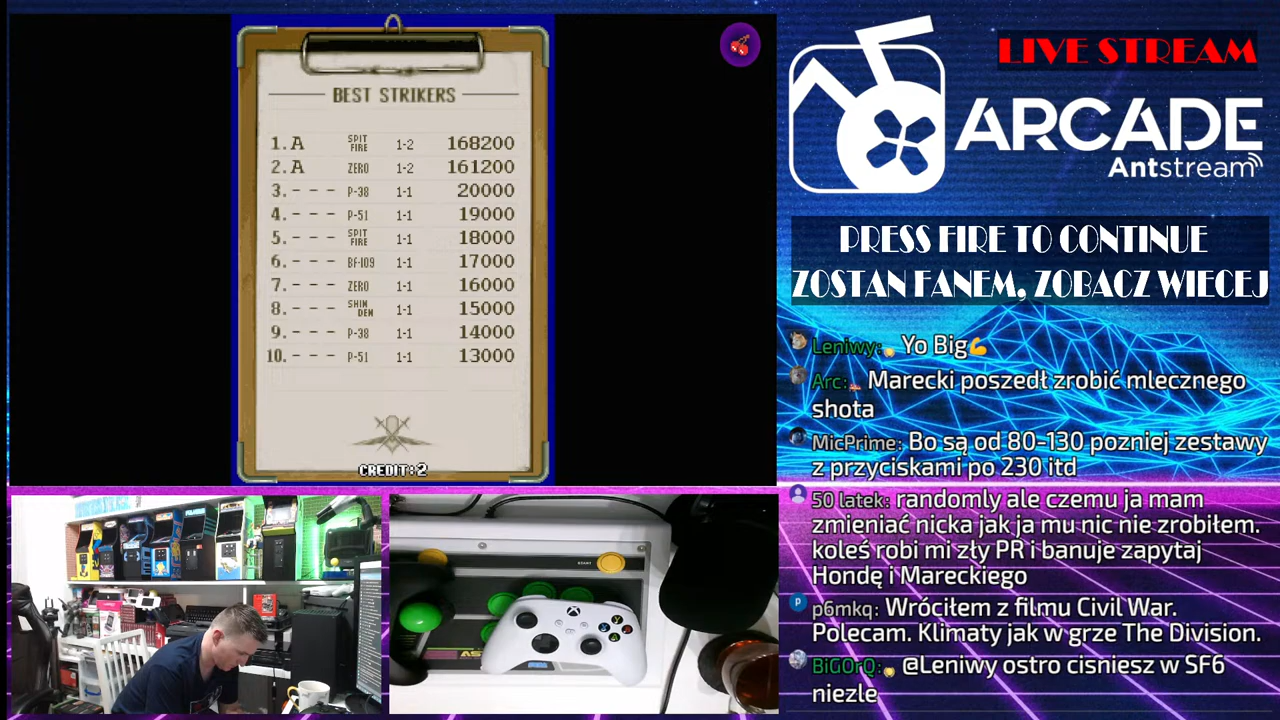 BEST STRIKERS
1. A SPIT FIRE 1-2 168200
2. A ZERO 1-2 161200
3. - - - P-38 1-1 20000
4. - - - P-51 1-1 19000
5. - - - SPIT FIRE 1-1 18000
6. - - - Bf-109 1-1 17000
7. - - - ZERO 1-1 16000
8. - - - SHIN DEN 1-1 15000
9. - - - P-38 1-1 14000
10. - - - P-51 1-1 13000
CREDIT:2
LIVE STREAM
ARCADE
Antstream
PRESS FIRE TO CONTINUE
ZOSTAN FANEM, ZOBACZ WIECEJ
Leniwy: Yo Big💪
Arc: Marecki poszedł zrobić mlecznego
shota
MicPrime: Bo są od 80-130 pozniej zestawy
z przyciskami po 230 itd
50 latek: randomly ale czemu ja mam
zmieniać nicka jak ja mu nic nie zrobiłem.
koleś robi mi zły PR i banuje zapytaj
Hondę i Mareckiego
p6mkq: Wróciłem z filmu Civil War.
Polecam. Klimaty jak w grze The Division.
BiGOrQ: @Leniwy ostro cisniesz w SF6
niezle